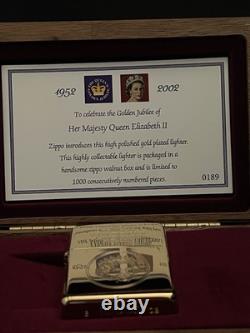 1952
2002
To celebrate the Golden Jubilee of
Her Majesty Queen Elizabeth II
Zippo introduces this high polished gold plated lighter.
This highly collectable lighter is packaged in a
handsome zippo walnut box and is limited to
1000 consecutively numbered pieces.
0189